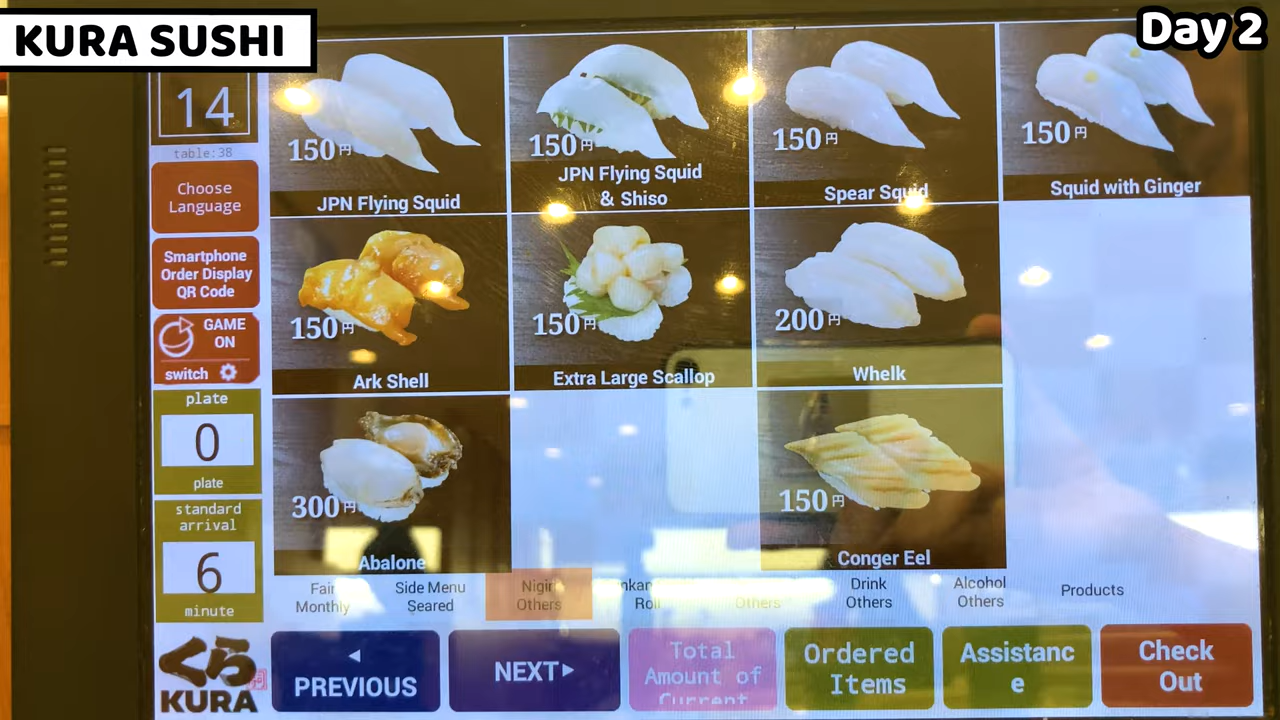 KURA SUSHI
Day 2
14
table:38
Choose
Language
Smartphone
Order Display
QR Code
GAME
ON
switch
plate
0
plate
standard
arrival
6
minute
くら
KURA
150円
JPN Flying Squid
150円
JPN Flying Squid
& Shiso
150円
Spear Squid
150円
Squid with Ginger
150円
Ark Shell
150円
Extra Large Scallop
200円
Whelk
300円
Abalone
150円
Conger Eel
Fair
Monthly
Side Menu
Seared
Nigiri
Others
Roll
Others
Drink
Others
Alcohol
Others
Products
◀
PREVIOUS
NEXT▶
Total
Amount of
Current
Ordered
Items
Assistanc
e
Check
Out